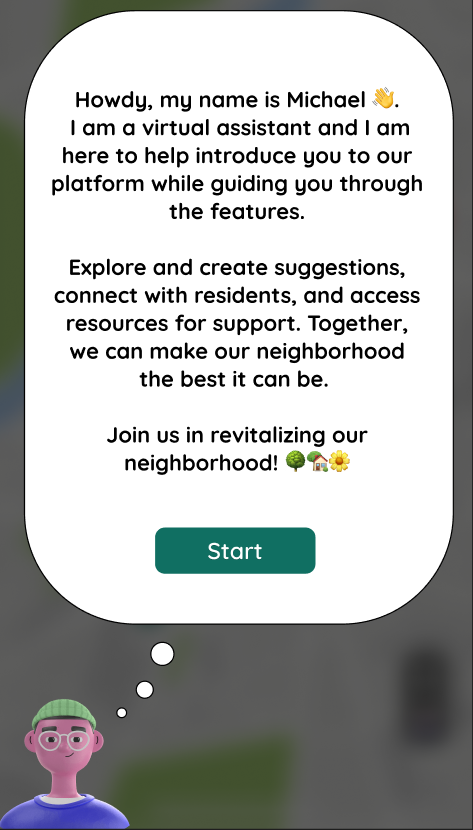 Howdy, my name is Michael 👋.
I am a virtual assistant and I am
here to help introduce you to our
platform while guiding you through
the features.
Explore and create suggestions,
connect with residents, and access
resources for support. Together,
we can make our neighborhood
the best it can be.
Join us in revitalizing our
neighborhood! 🌳🏡🌼
Start